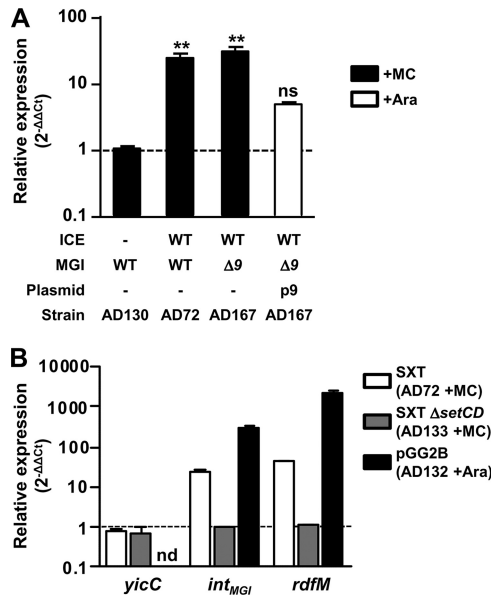 A
Relative expression
(2-ΔΔCt)
100
10
1
0.1
**
**
ns
+MC
+Ara
ICE - WT WT WT
MGI WT WT Δ9 Δ9
Plasmid - - - p9
Strain AD130 AD72 AD167 AD167
B
Relative expression
(2-ΔΔCt)
10000
1000
100
10
1
0.1
nd
yicC intMGI rdfM
SXT
(AD72 +MC)
SXT ΔsetCD
(AD133 +MC)
pGG2B
(AD132 +Ara)